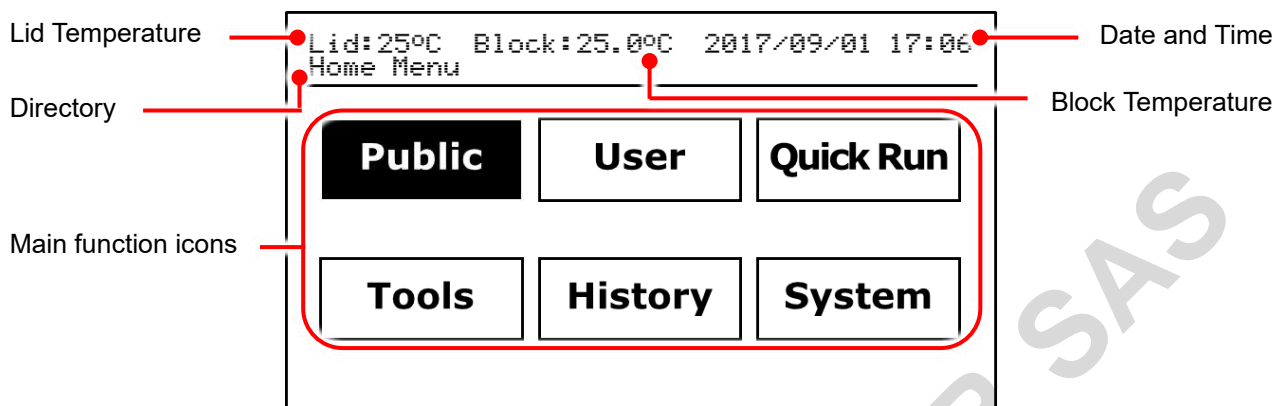 Lid Temperature
Lid:25ºC Block:25.0ºC 2017/09/01 17:06
Date and Time
Home Menu
Directory
Block Temperature
Public
User
Quick Run
Main function icons
Tools
History
System
SAS